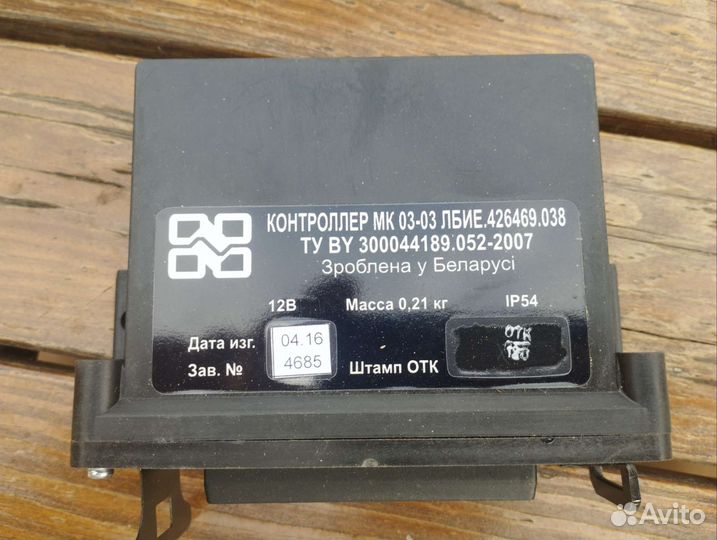 КОНТРОЛЛЕР МК 03-03 ЛБИЕ.426469.038
ТУ BY 300044189.052-2007
Зроблена у Беларусі
12В Масса 0,21 кг IP54
Дата изг. 04.16
Зав. № 4685 Штамп ОТК
ОТК
Avito